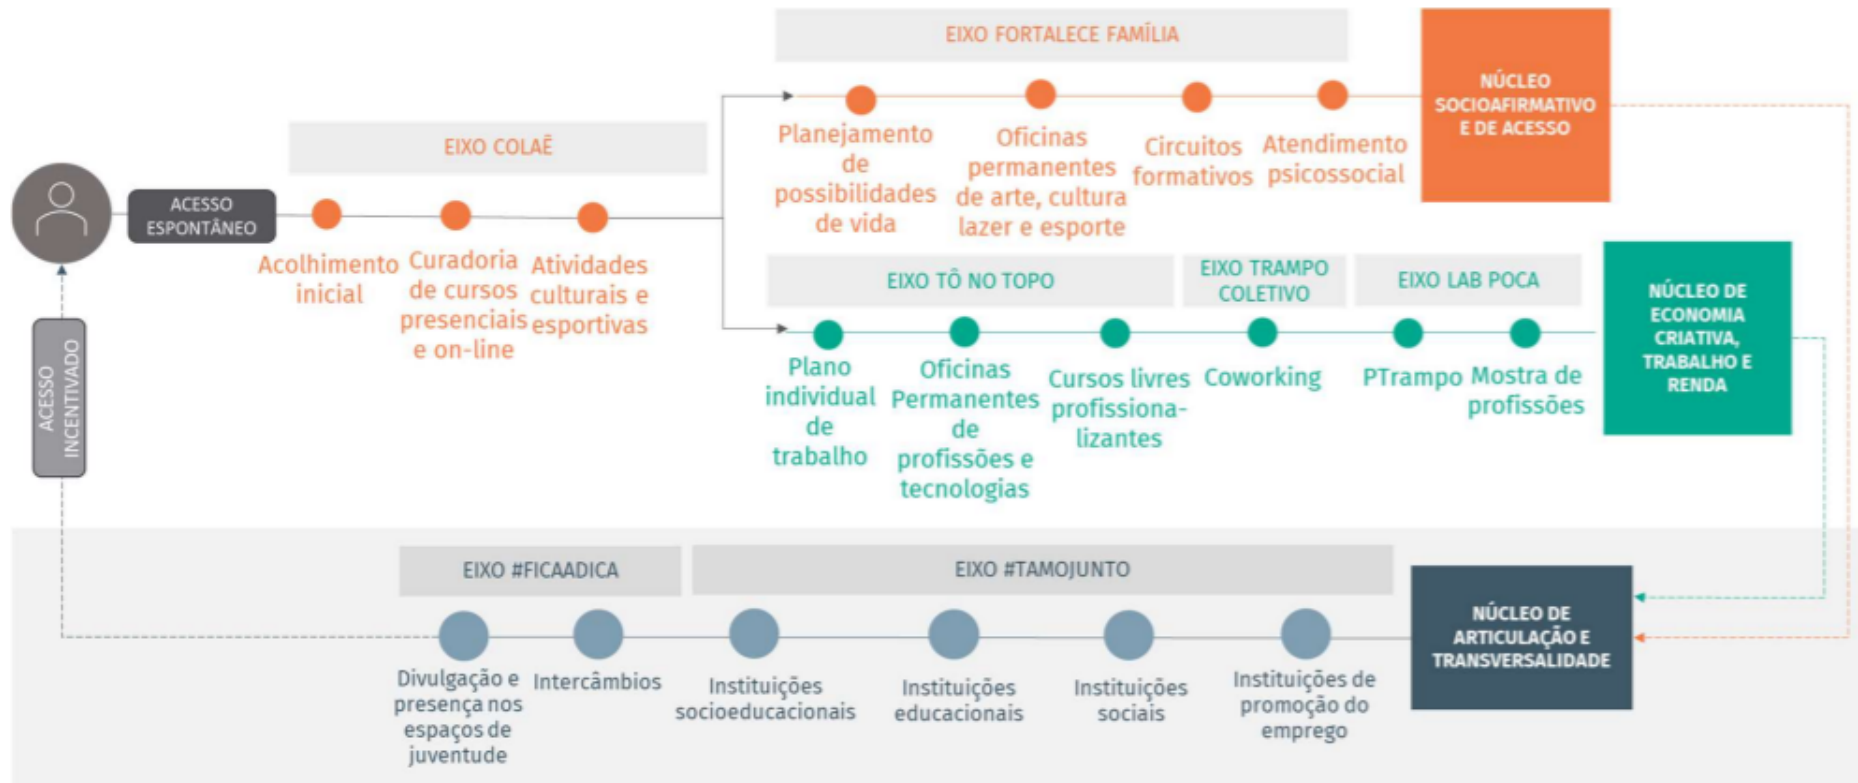 EIXO FORTALECE FAMÍLIA
NÚCLEO
SOCIOAFIRMATIVO
E DE ACESSO
Planejamento
de
possibilidades
de vida
Oficinas
permanentes
de arte, cultura
lazer e esporte
Circuitos
formativos
Atendimento
psicossocial
EIXO COLAÊ
ACESSO
ESPONTÂNEO
Acolhimento
inicial
Curadoria
de cursos
presenciais
e on-line
Atividades
culturais e
esportivas
EIXO TÔ NO TOPO
EIXO TRAMPO
COLETIVO
EIXO LAB POCA
NÚCLEO DE
ECONOMIA
CRIATIVA,
TRABALHO E
RENDA
Plano
individual
de
trabalho
Oficinas
Permanentes
de
profissões e
tecnologias
Cursos livres
profissiona-
lizantes
Coworking
PTrampo
Mostra de
profissões
ACESSO
INCENTIVADO
EIXO #FICAADICA
EIXO #TAMOJUNTO
NÚCLEO DE
ARTICULAÇÃO E
TRANSVERSALIDADE
Divulgação e
presença nos
espaços de
juventude
Intercâmbios
Instituições
socioeducacionais
Instituições
educacionais
Instituições
sociais
Instituições de
promoção do
emprego